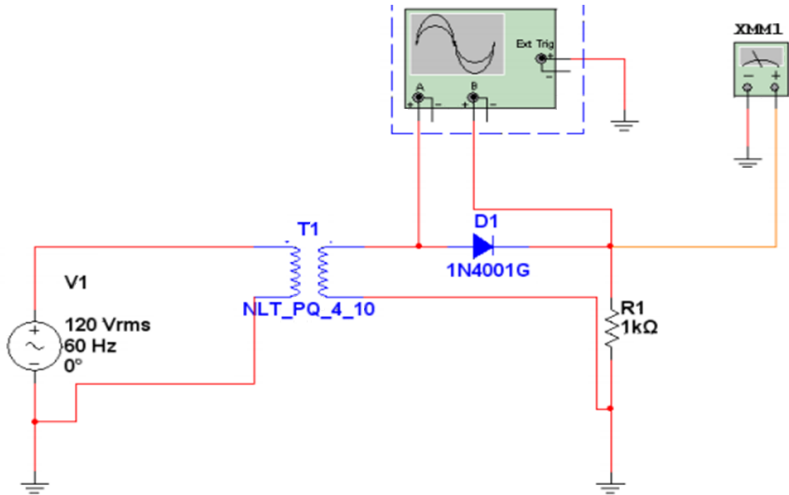 XMM1
Ext Trig
+
-
A
B
+ - + -
- +
T1
D1
1N4001G
V1
NLT_PQ_4_10
R1
1kΩ
120 Vrms
60 Hz
0°
+
-